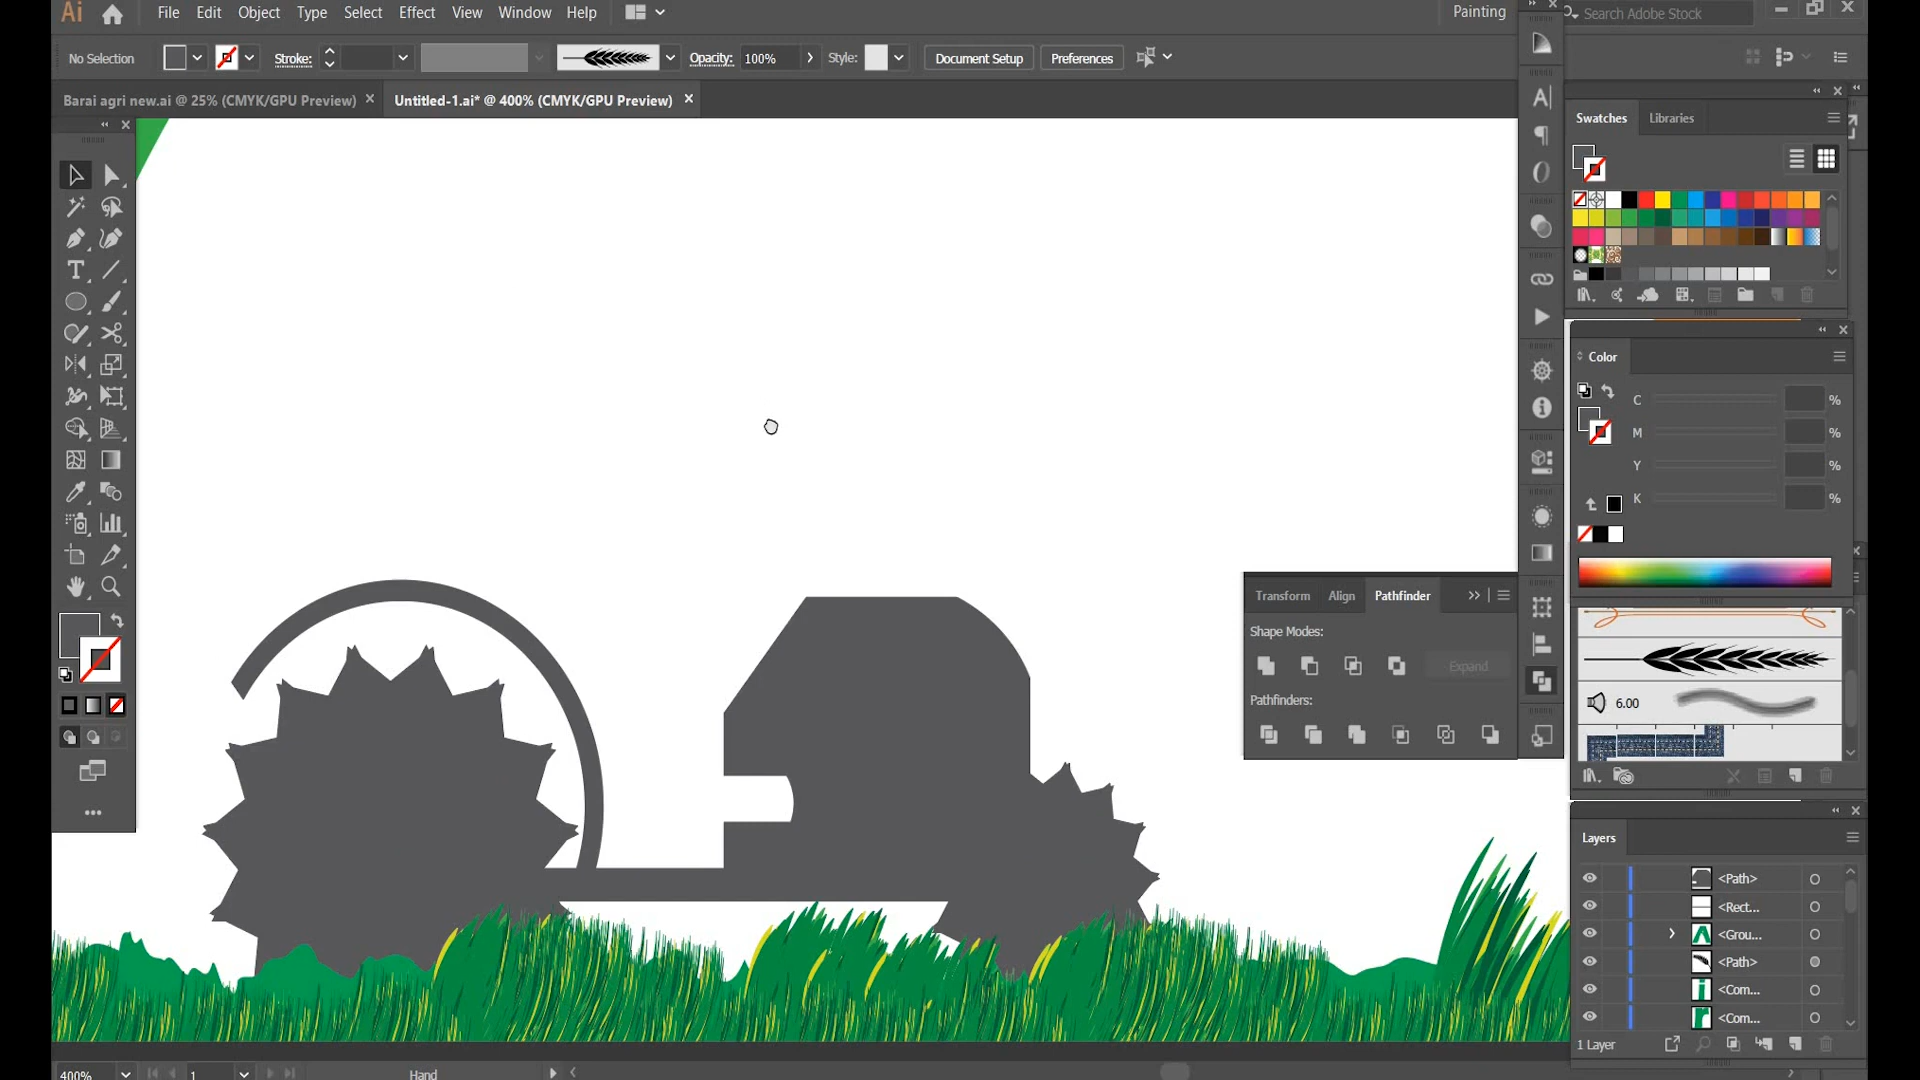 Ai File Edit Object Type Select Effect View Window Help Painting Search Adobe Stock
No Selection Stroke: Opacity: 100% Style: Document Setup Preferences
Barai agri new.ai @ 25% (CMYK/GPU Preview) Untitled-1.ai* @ 400% (CMYK/GPU Preview)
Swatches Libraries
Color
C %
M %
Y %
K %
Transform Align Pathfinder
Shape Modes:
Expand
Pathfinders:
6.00
Layers
<Path>
<Rect...
<Grou...
<Path>
<Com...
<Com...
1 Layer
400% 1 Hand